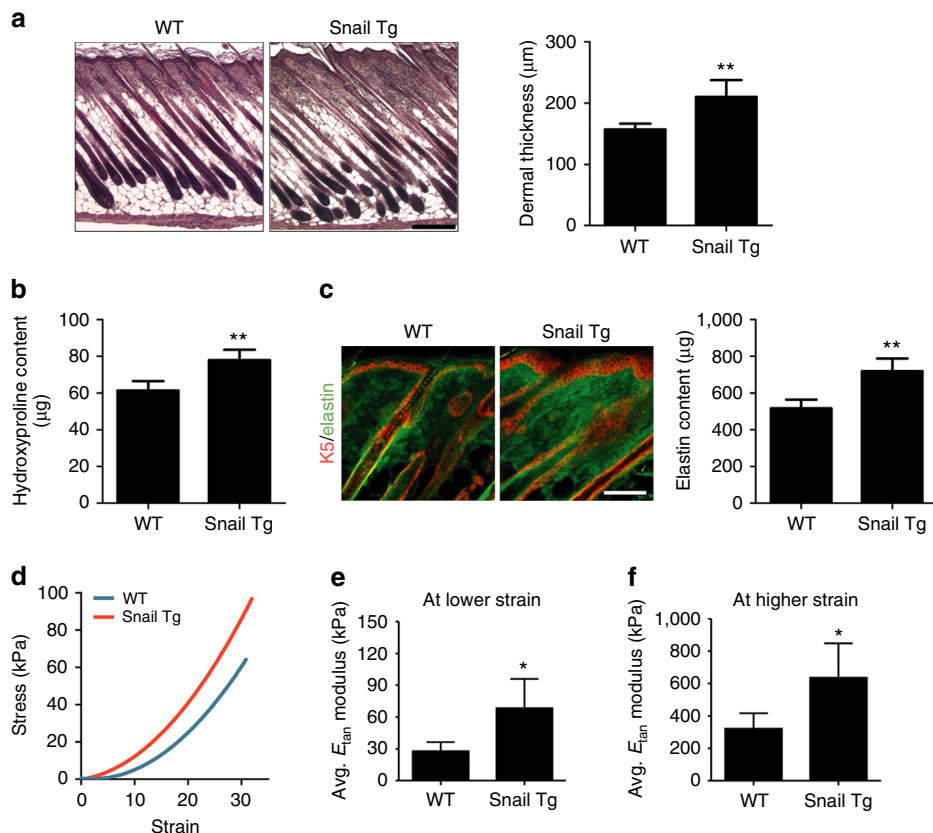 a
WT
Snail Tg
Dermal thickness (µm)
300
200
100
0
**
WT
Snail Tg
b
Hydroxyproline content
(µg)
100
80
60
40
20
0
**
WT
Snail Tg
c
WT
Snail Tg
K5/elastin
Elastin content (µg)
1,000
800
600
400
200
0
**
WT
Snail Tg
d
Stress (kPa)
100
80
60
40
20
0
WT
Snail Tg
0
10
20
30
Strain
e
At lower strain
Avg. Etan modulus (kPa)
150
120
90
60
30
0
*
WT
Snail Tg
f
At higher strain
Avg. Etan modulus (kPa)
1,000
800
600
400
200
0
*
WT
Snail Tg